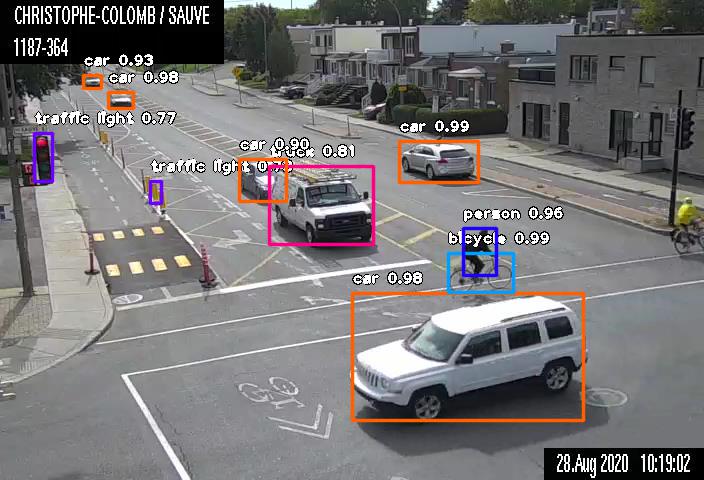 CHRISTOPHE-COLOMB / SAUVE
1187-364
car 0.93
car 0.98
traffic light 0.77
car 0.90
truck 0.81
traffic light
car 0.99
person 0.96
bicycle 0.99
car 0.98
28.Aug 2020 10:19:02